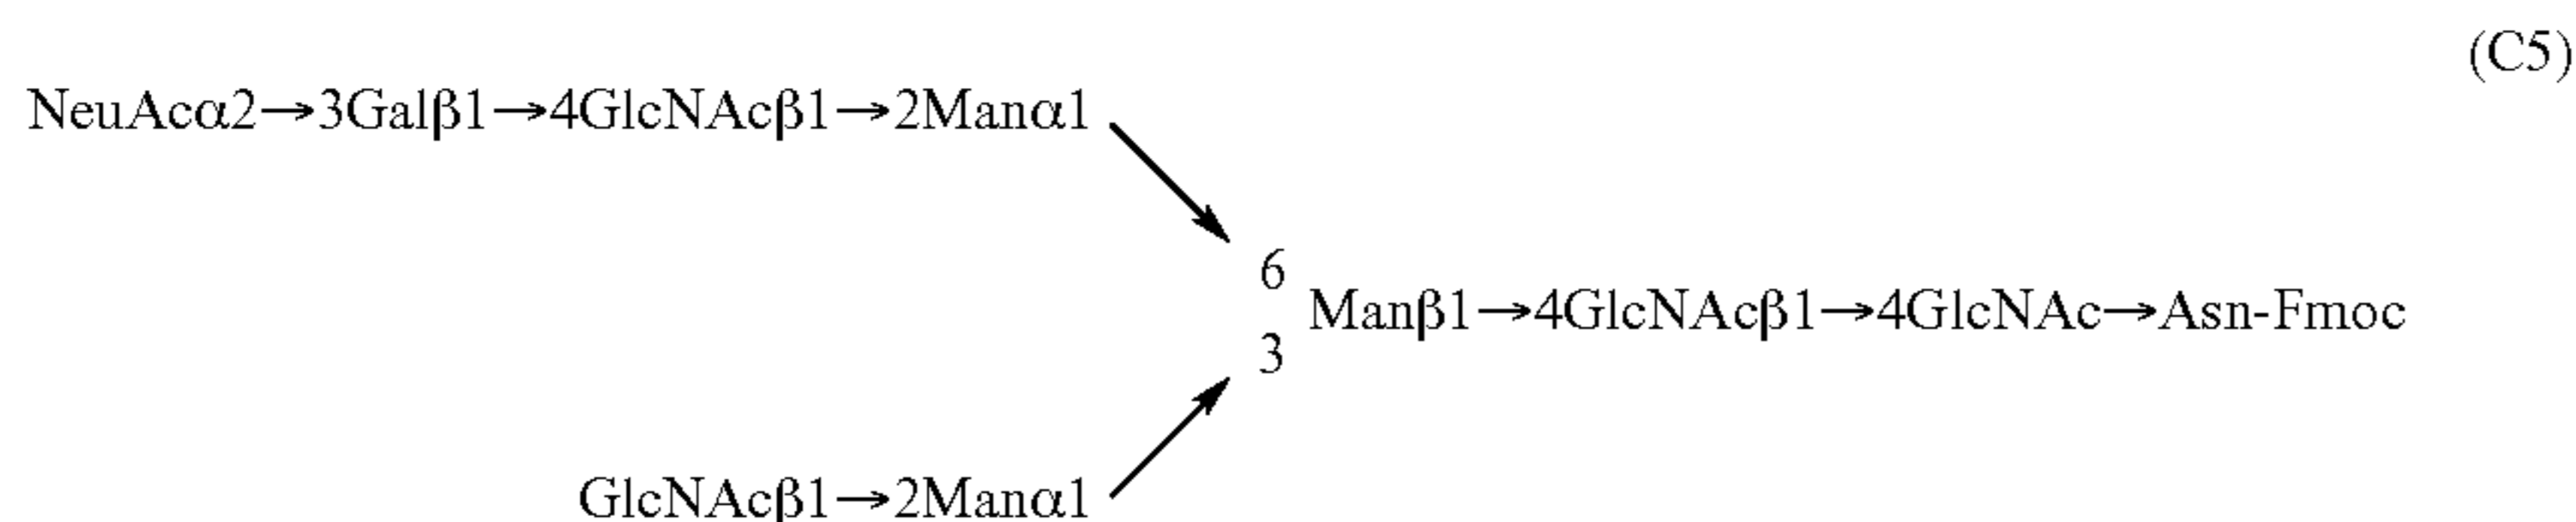 (C5)
NeuAcα2→3Galβ1→4GlcNAcβ1→2Manα1
6
Manβ1→4GlcNAcβ1→4GlcNAc→Asn-Fmoc
3
GlcNAcβ1→2Manα1